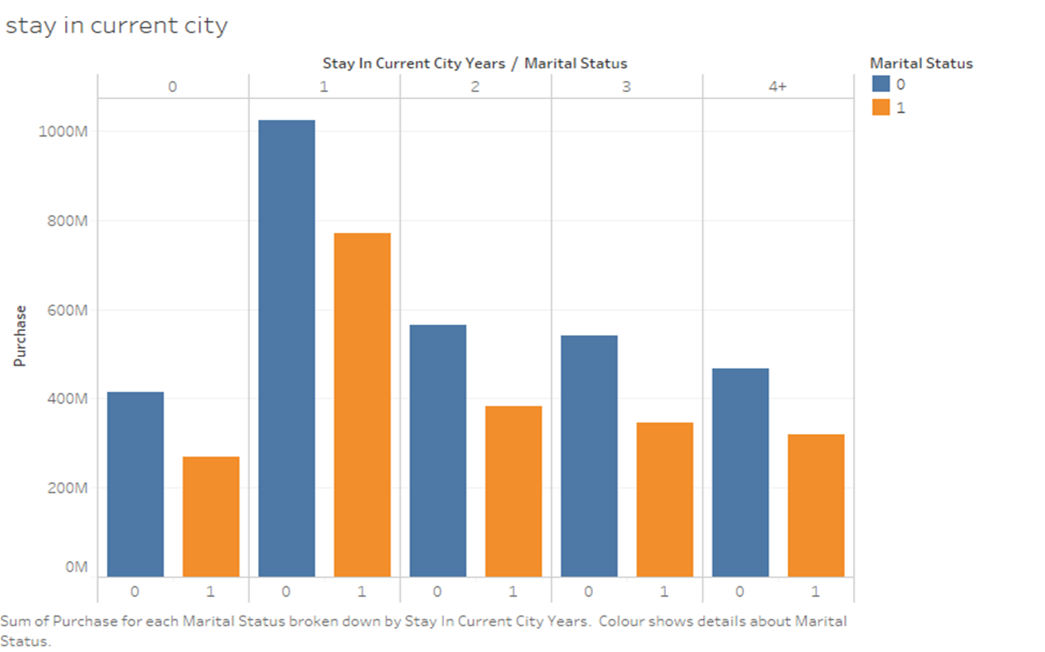 stay in current city
Stay In Current City Years / Marital Status
Marital Status
0
1
0 1 2 3 4+
1000M
800M
600M
400M
200M
0M
Purchase
0 1 0 1 0 1 0 1 0 1
Sum of Purchase for each Marital Status broken down by Stay In Current City Years. Colour shows details about Marital
Status.